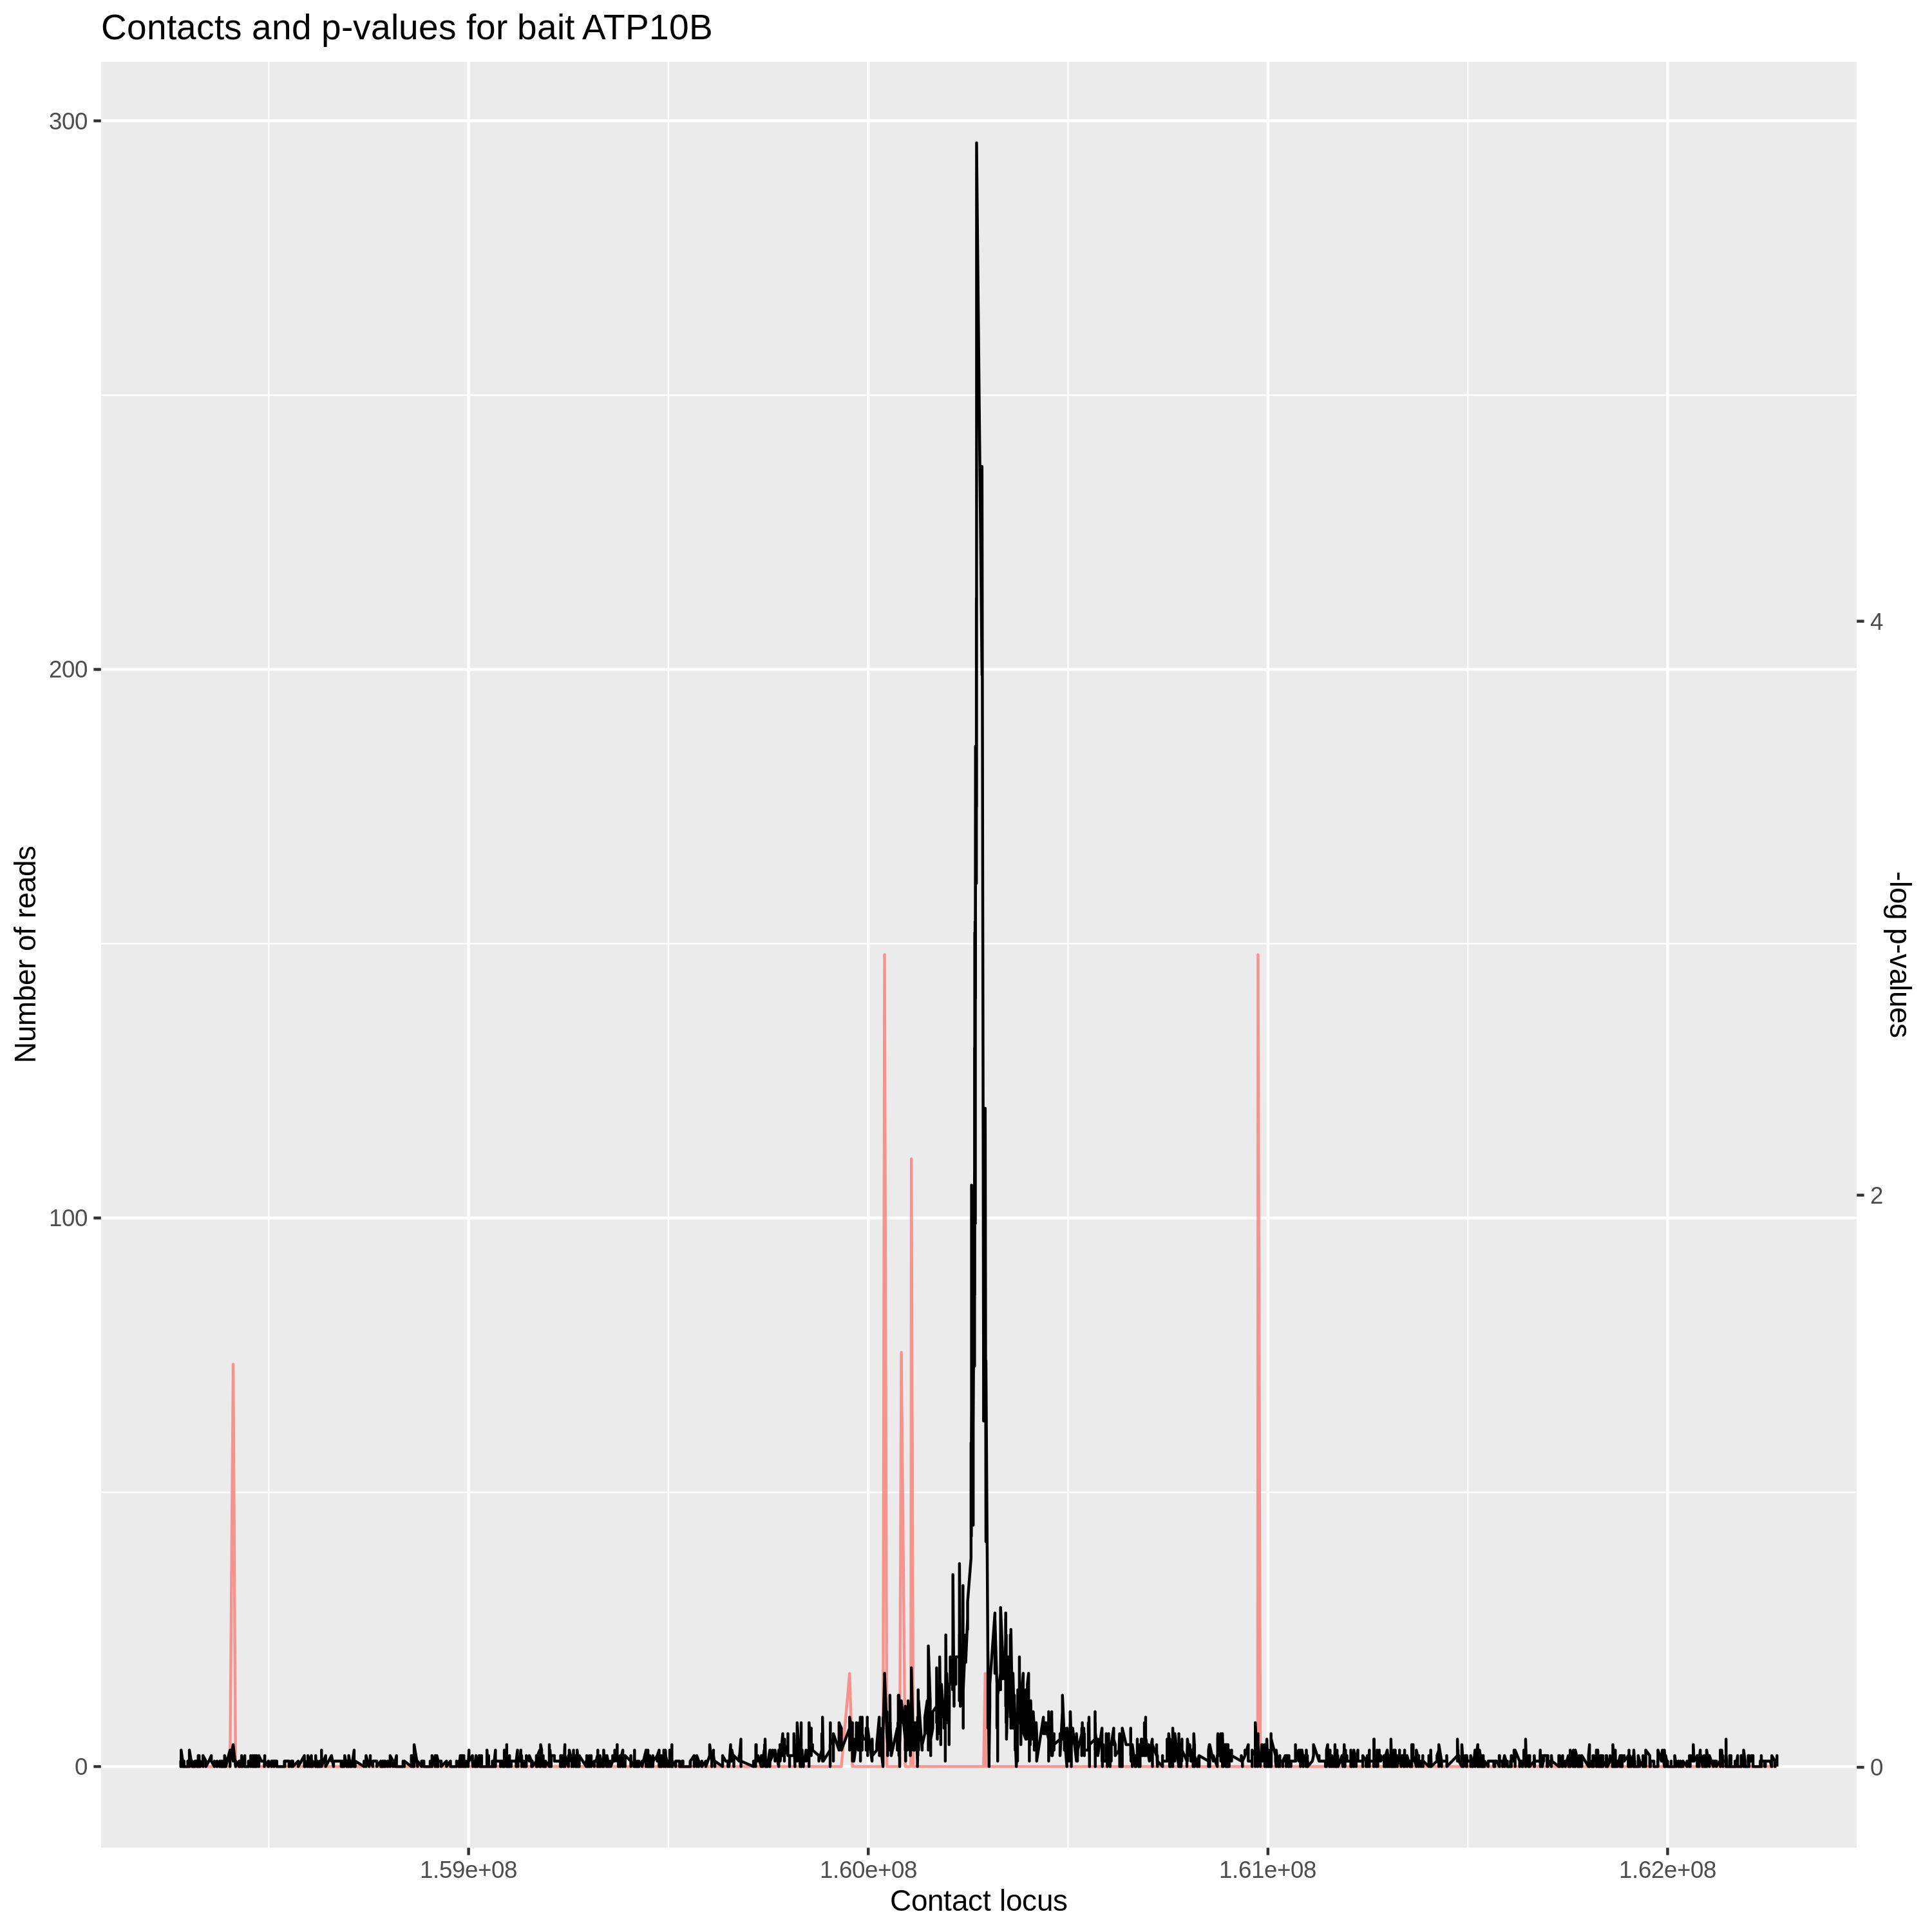 Contacts and p-values for bait ATP10B
300
200
100
0
Number of reads
4
2
0
-log p-values
1.59e+08
1.60e+08
1.61e+08
1.62e+08
Contact locus